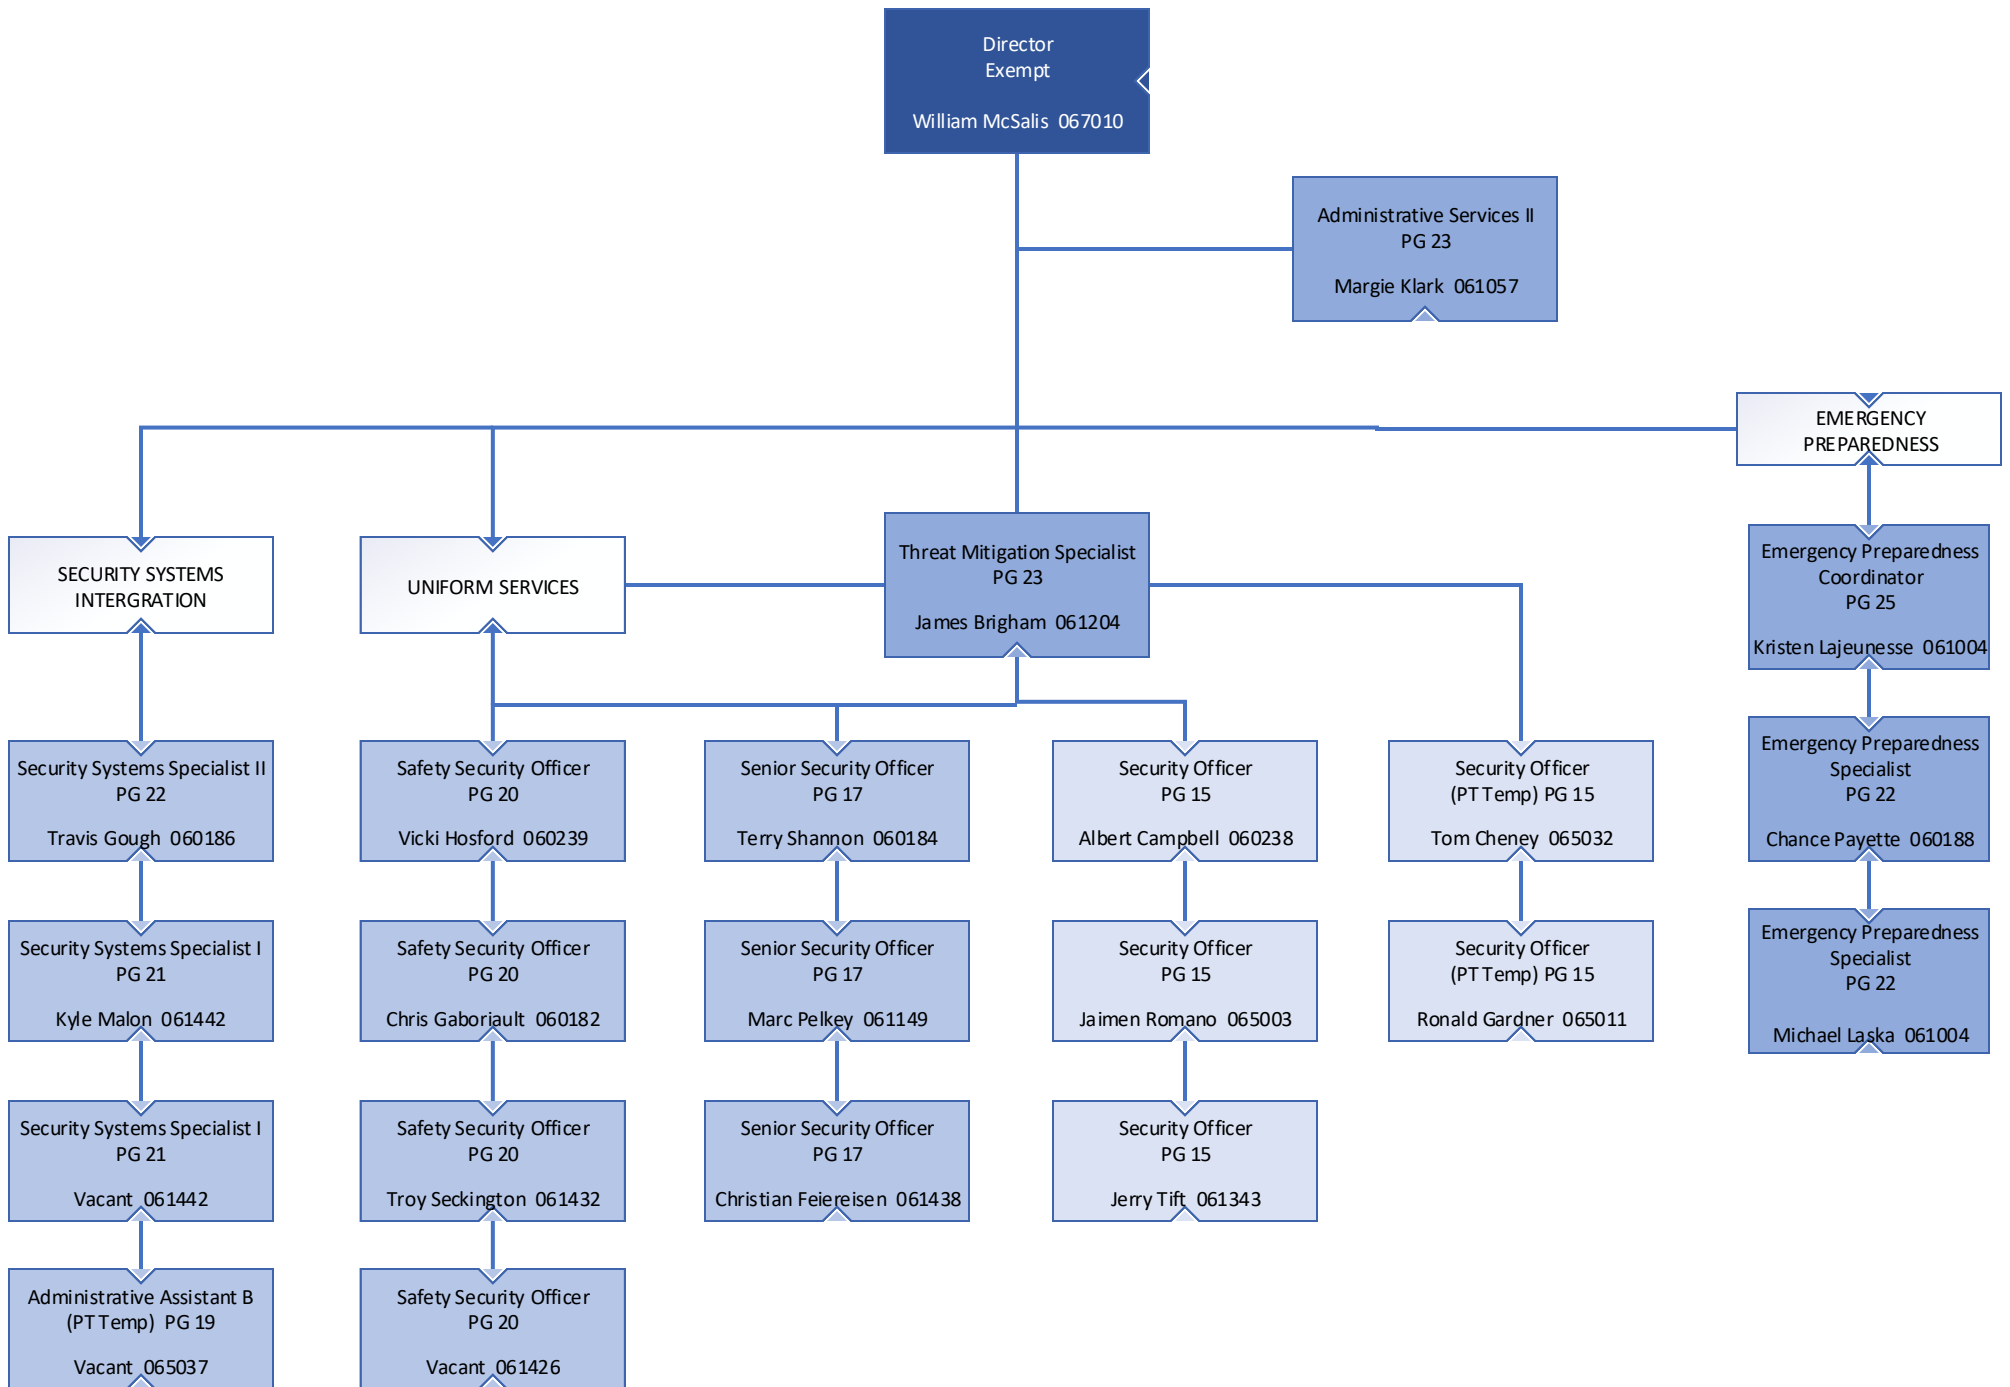 Director
Exempt
William McSalis 067010
Administrative Services II
PG 23
Margie Klark 061057
EMERGENCY
PREPAREDNESS
SECURITY SYSTEMS
INTERGRATION
UNIFORM SERVICES
Threat Mitigation Specialist
PG 23
James Brigham 061204
Emergency Preparedness
Coordinator
PG 25
Kristen Lajeunesse 061004
Security Systems Specialist II
PG 22
Travis Gough 060186
Safety Security Officer
PG 20
Vicki Hosford 060239
Senior Security Officer
PG 17
Terry Shannon 060184
Security Officer
PG 15
Albert Campbell 060238
Security Officer
(PT Temp) PG 15
Tom Cheney 065032
Emergency Preparedness
Specialist
PG 22
Chance Payette 060188
Security Systems Specialist I
PG 21
Kyle Malon 061442
Safety Security Officer
PG 20
Chris Gaboriault 060182
Senior Security Officer
PG 17
Marc Pelkey 061149
Security Officer
PG 15
Jaimen Romano 065003
Security Officer
(PT Temp) PG 15
Ronald Gardner 065011
Emergency Preparedness
Specialist
PG 22
Michael Laska 061004
Security Systems Specialist I
PG 21
Vacant 061442
Safety Security Officer
PG 20
Troy Seckington 061432
Senior Security Officer
PG 17
Christian Feiereisen 061438
Security Officer
PG 15
Jerry Tift 061343
Administrative Assistant B
(PT Temp) PG 19
Vacant 065037
Safety Security Officer
PG 20
Vacant 061426